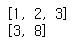 [1, 2, 3]
[3, 8]